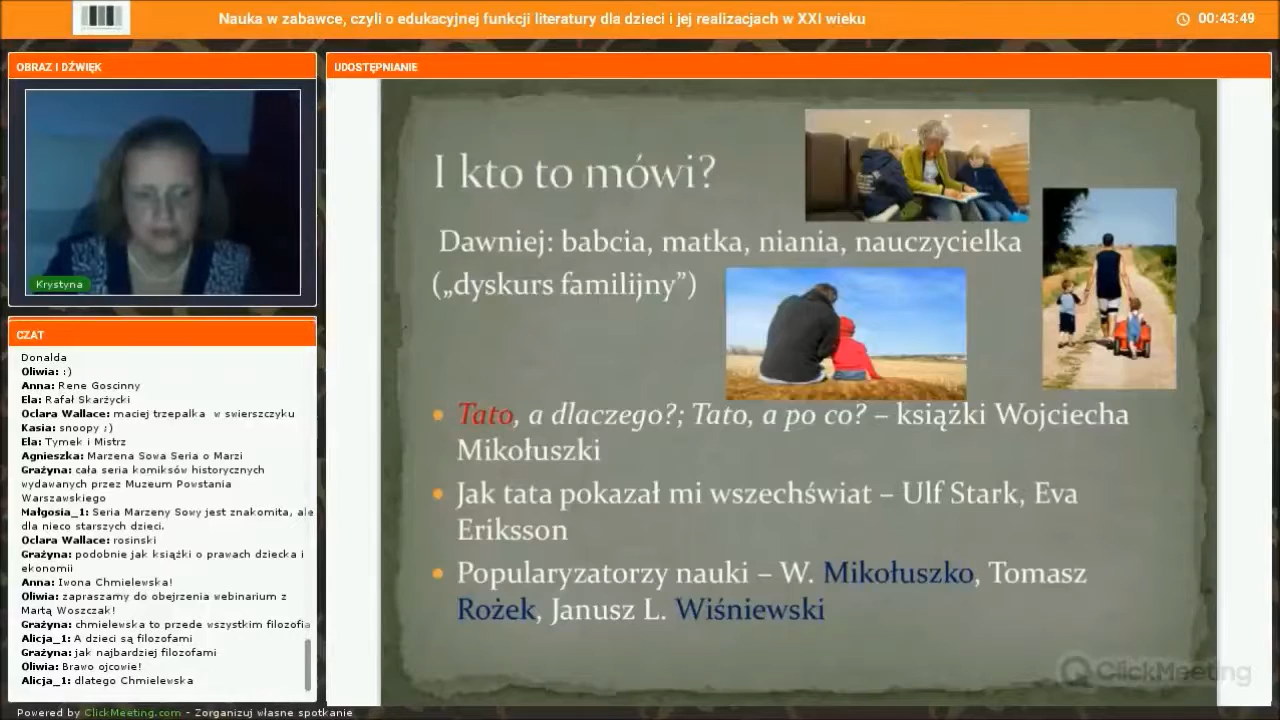 Nauka w zabawce, czyli o edukacyjnej funkcji literatury dla dzieci i jej realizacjach w XXI wieku
00:43:49
OBRAZ I DŹWIĘK
Krystyna
CZAT
Donalda
Oliwia: :)
Anna: Rene Goscinny
Ela: Rafał Skarżycki
Oclara Wallace: maciej trzepalka w swierszczyku
Kasia: snoopy ;)
Ela: Tymek i Mistrz
Agnieszka: Marzena Sowa Seria o Marzi
Grażyna: cała seria komiksów historycznych
wydawanych przez Muzeum Powstania
Warszawskiego
Małgosia_1: Seria Marzeny Sowy jest znakomita, ale
dla nieco starszych dzieci.
Oclara Wallace: rosinski
Grażyna: podobnie jak książki o prawach dziecka i
ekonomii
Anna: Iwona Chmielewska!
Oliwia: zapraszamy do obejrzenia webinarium z
Martą Woszczak!
Grażyna: chmielewska to przede wszystkim filozofia
Alicja_1: A dzieci są filozofami
Grażyna: jak najbardziej filozofami
Oliwia: Brawo ojcowie!
Alicja_1: dlatego Chmielewska
UDOSTĘPNIANIE
I kto to mówi?
Dawniej: babcia, matka, niania, nauczycielka
(„dyskurs familijny”)
• Tato, a dlaczego?; Tato, a po co? – książki Wojciecha
Mikołuszki
• Jak tata pokazał mi wszechświat – Ulf Stark, Eva
Eriksson
• Popularyzatorzy nauki – W. Mikołuszko, Tomasz
Rożek, Janusz L. Wiśniewski
ClickMeeting
Powered by ClickMeeting.com - Zorganizuj własne spotkanie